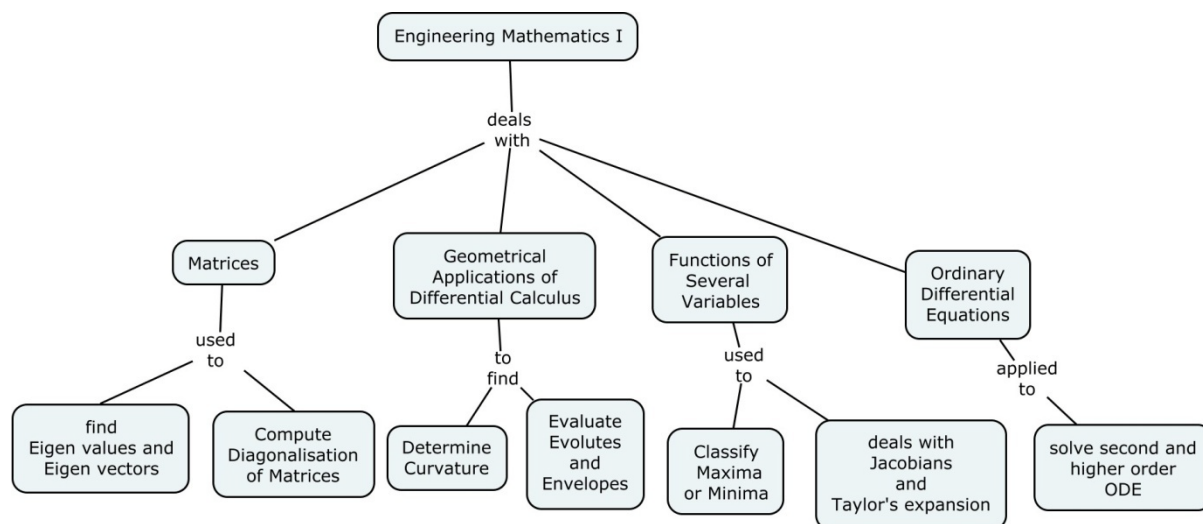 Engineering Mathematics I
deals
with
Matrices
Geometrical
Applications of
Differential Calculus
Functions of
Several
Variables
Ordinary
Differential
Equations
used
to
to
find
used
to
applied
to
find
Eigen values and
Eigen vectors
Compute
Diagonalisation
of Matrices
Determine
Curvature
Evaluate
Evolutes
and
Envelopes
Classify
Maxima
or Minima
deals with
Jacobians
and
Taylor's expansion
solve second and
higher order
ODE